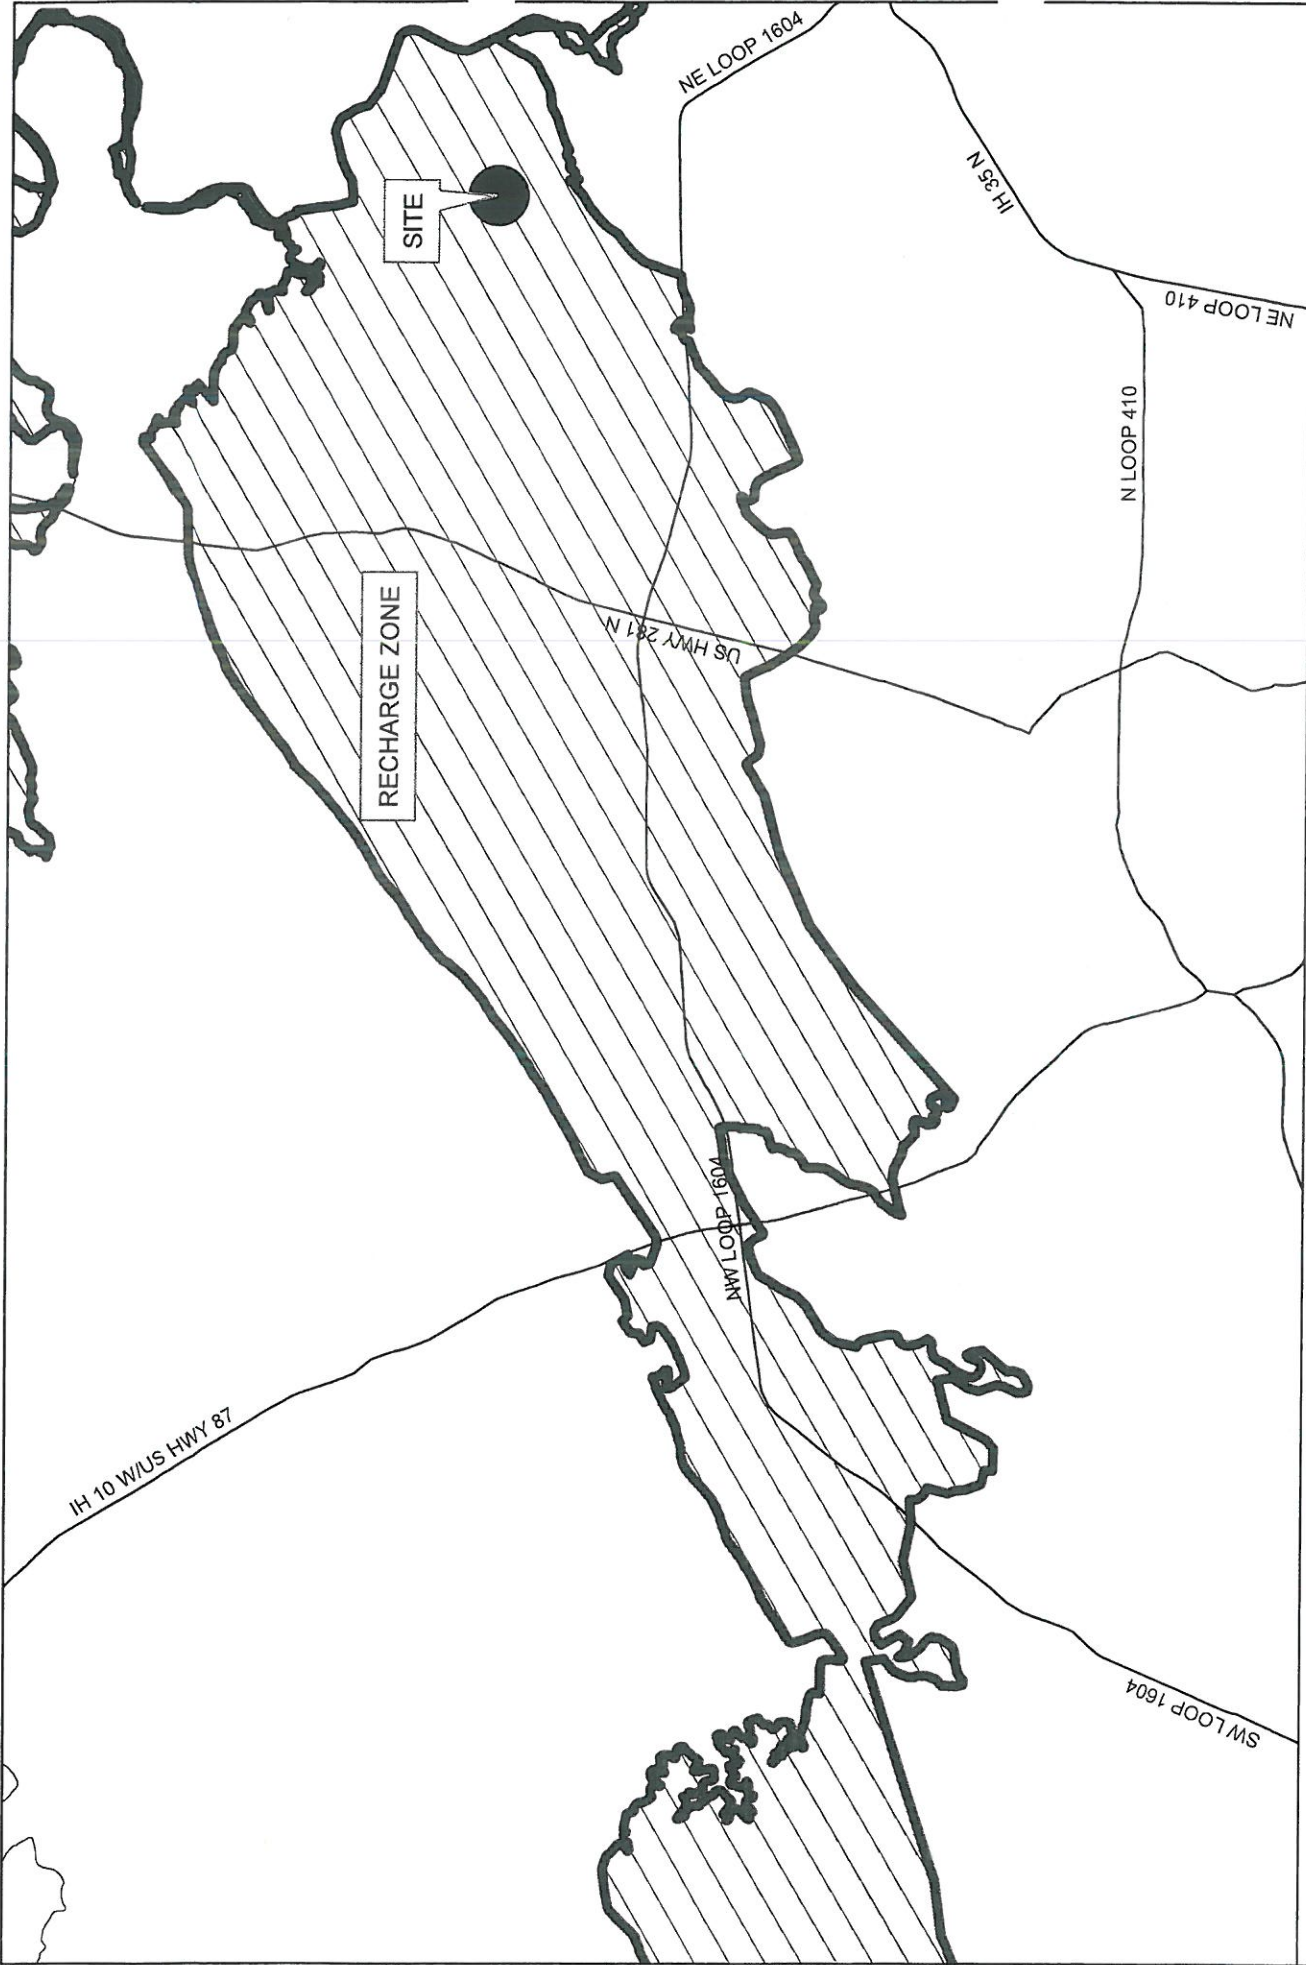 IH 10 W/US HWY 87
RECHARGE ZONE
SITE
NE LOOP 1604
US HWY 281 N
NW LOOP 1604
IH 35 N
N LOOP 410
NE LOOP 410
SW LOOP 1604